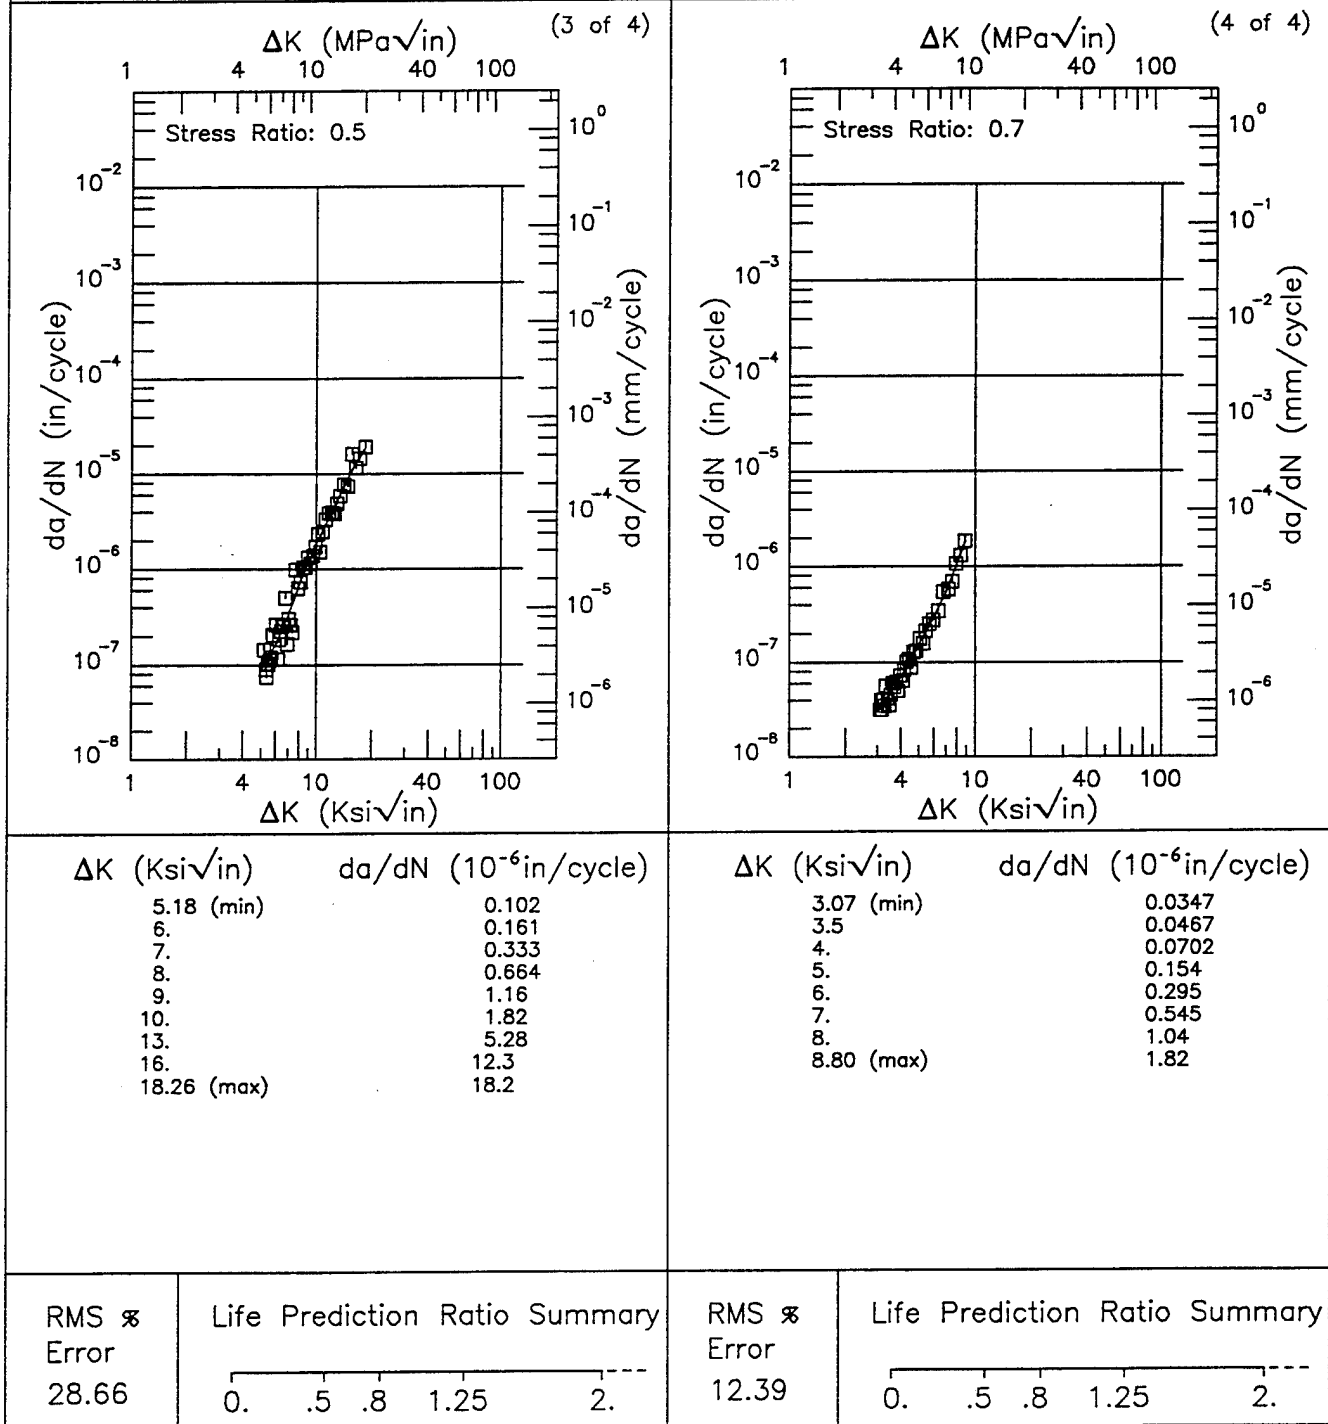 (3 of 4)
ΔK (MPa√in)
1 4 10 40 100
Stress Ratio: 0.5
10⁰
10⁻²
10⁻¹
10⁻³
10⁻²
10⁻⁴
10⁻³
10⁻⁵
10⁻⁴
10⁻⁶
10⁻⁵
10⁻⁷
10⁻⁶
10⁻⁸
da/dN (in/cycle)
da/dN (mm/cycle)
1 4 10 40 100
ΔK (Ksi√in)
ΔK (Ksi√in) da/dN (10⁻⁶in/cycle)
5.18 (min) 0.102
6. 0.161
7. 0.333
8. 0.664
9. 1.16
10. 1.82
13. 5.28
16. 12.3
18.26 (max) 18.2
RMS %
Error
28.66
Life Prediction Ratio Summary
0. .5 .8 1.25 2.
(4 of 4)
ΔK (MPa√in)
1 4 10 40 100
Stress Ratio: 0.7
10⁰
10⁻²
10⁻¹
10⁻³
10⁻²
10⁻⁴
10⁻³
10⁻⁵
10⁻⁴
10⁻⁶
10⁻⁵
10⁻⁷
10⁻⁶
10⁻⁸
da/dN (in/cycle)
da/dN (mm/cycle)
1 4 10 40 100
ΔK (Ksi√in)
ΔK (Ksi√in) da/dN (10⁻⁶in/cycle)
3.07 (min) 0.0347
3.5 0.0467
4. 0.0702
5. 0.154
6. 0.295
7. 0.545
8. 1.04
8.80 (max) 1.82
RMS %
Error
12.39
Life Prediction Ratio Summary
0. .5 .8 1.25 2.